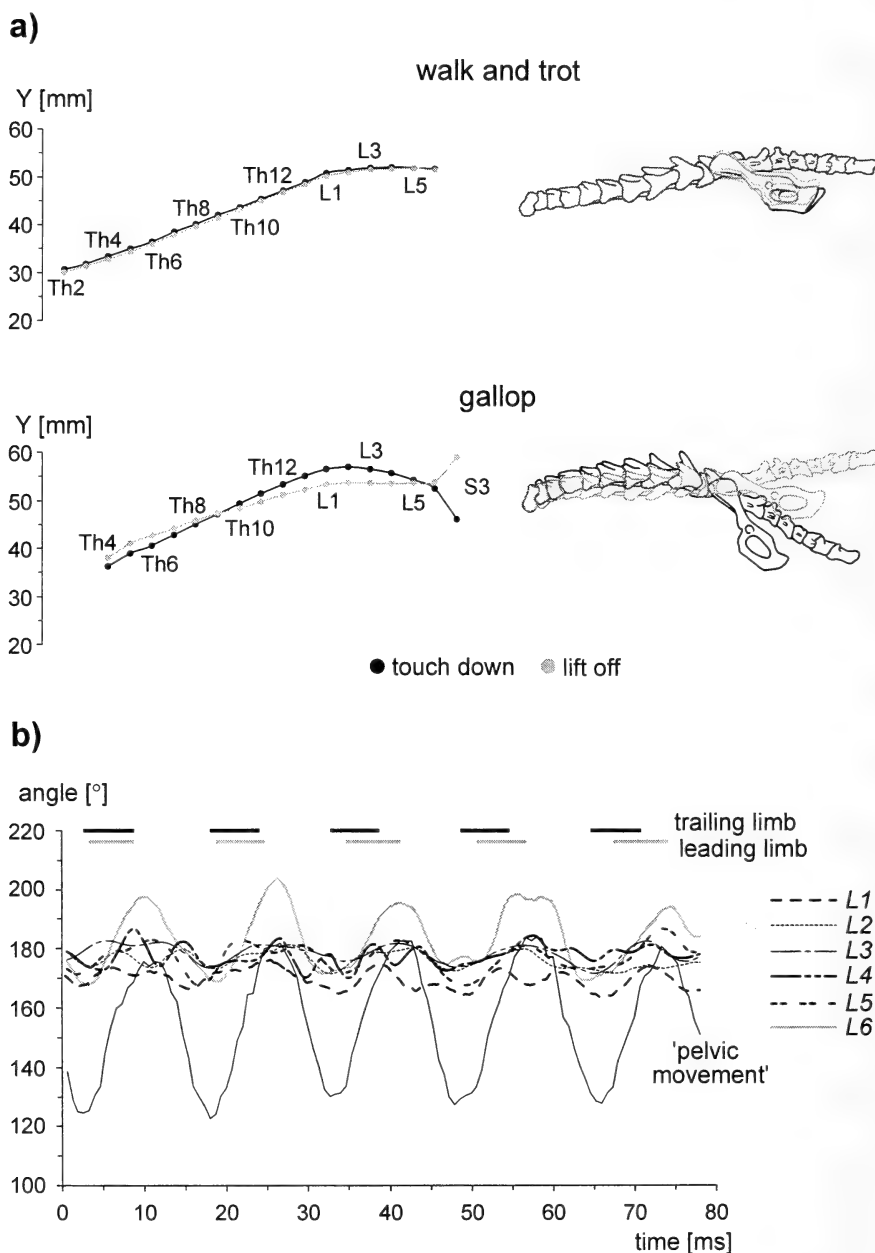 a)
walk and trot
Y [mm]
60
50
40
30
20
Th2
Th4
Th6
Th8
Th10
Th12
L1
L3
L5
gallop
Y [mm]
60
50
40
30
20
Th4
Th6
Th8
Th10
Th12
L1
L3
L5
S3
touch down lift off
b)
angle [°]
220
200
180
160
140
120
100
trailing limb
leading limb
L1
L2
L3
L4
L5
L6
'pelvic
movement'
0 10 20 30 40 50 60 70 80
time [ms]